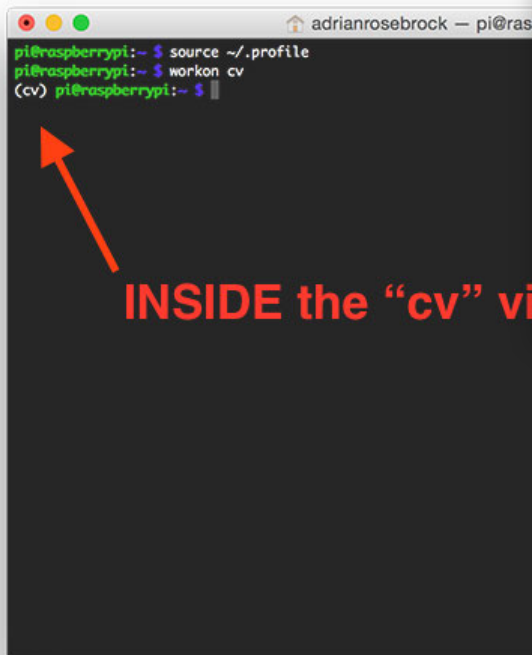 adrianrosebrock — pi@ras
pi@raspberrypi:~ $ source ~/.profile
pi@raspberrypi:~ $ workon cv
(cv) pi@raspberrypi:~ $
INSIDE the “cv” vi